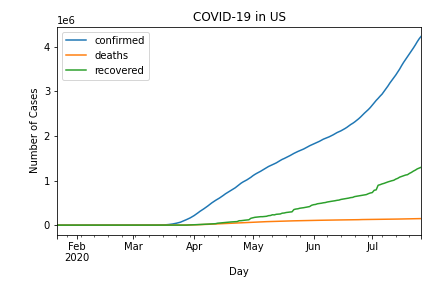 COVID-19 in US
1e6
confirmed
deaths
recovered
Number of Cases
4
3
2
1
0
Feb Mar Apr May Jun Jul
2020
Day